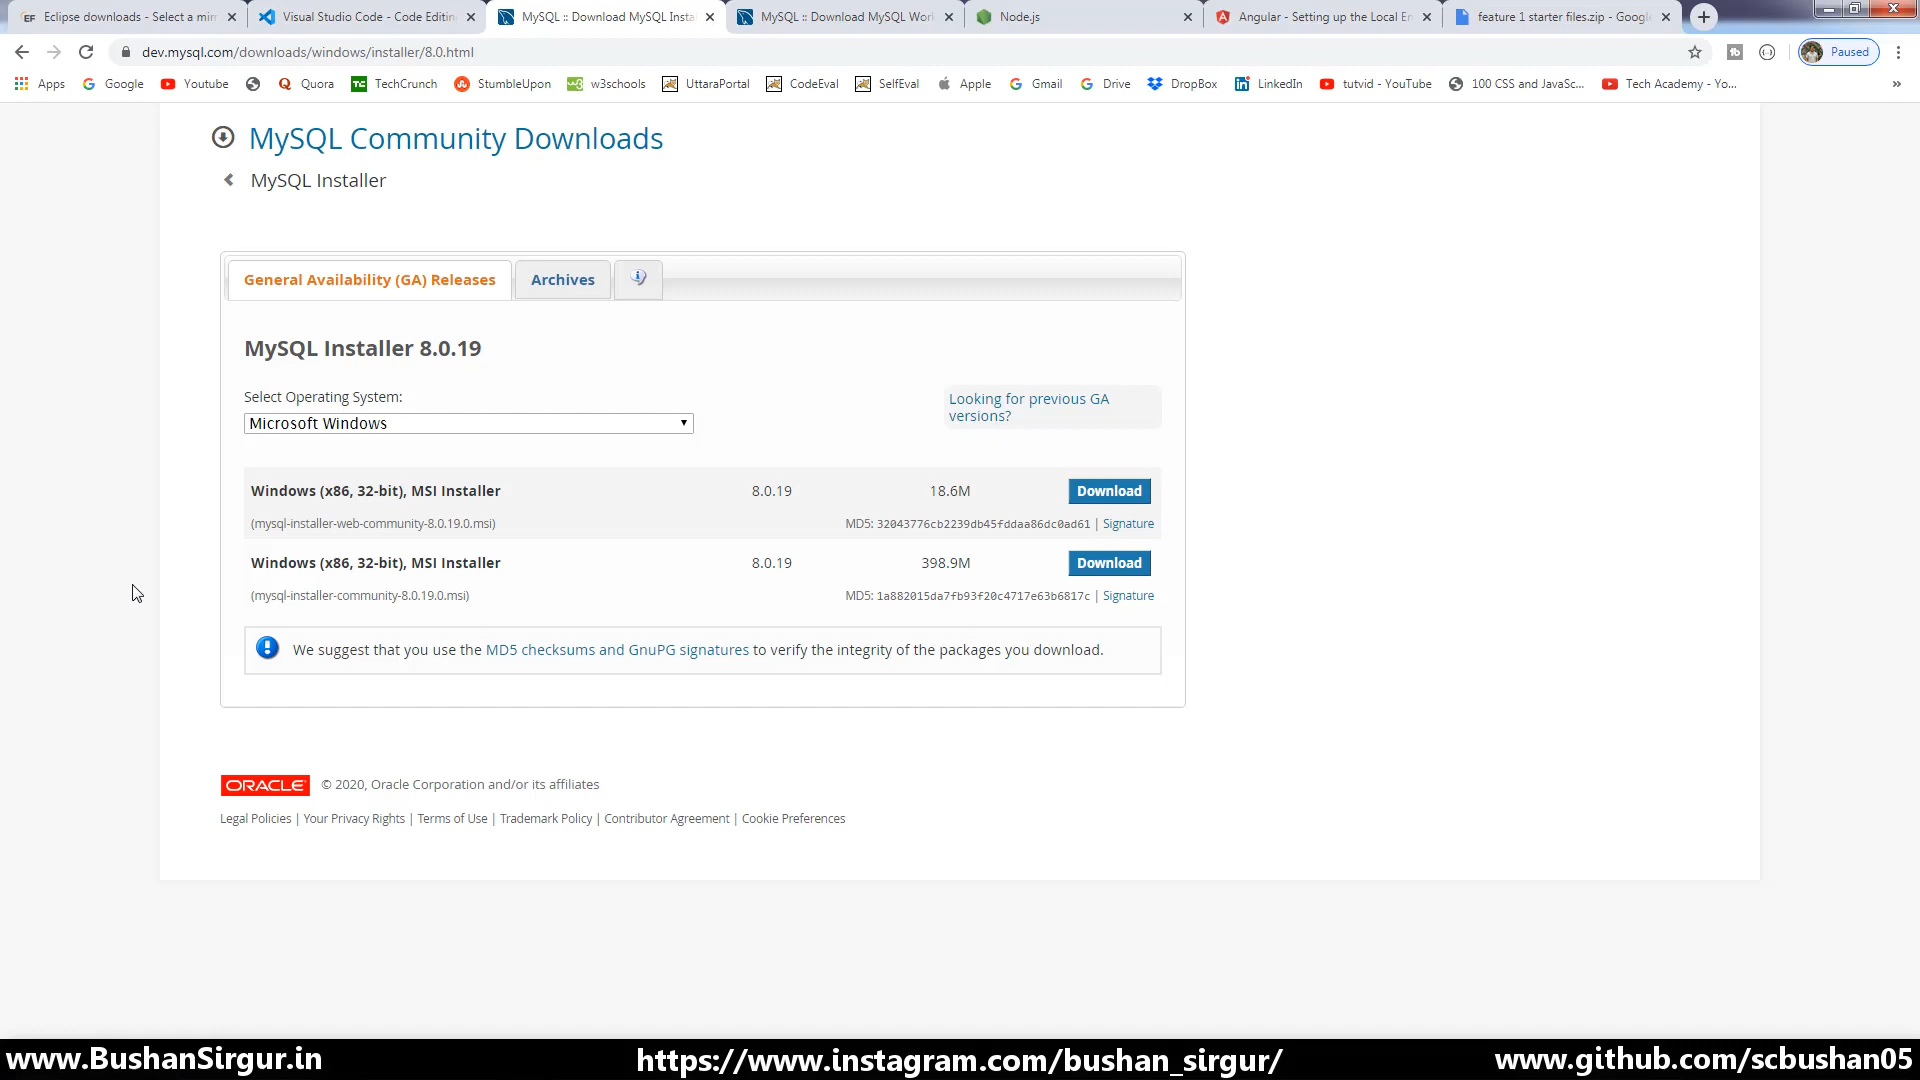 Eclipse downloads - Select a mirr
Visual Studio Code - Code Editin
MySQL :: Download MySQL Insta
MySQL :: Download MySQL Work
Node.js
Angular - Setting up the Local En
feature 1 starter files.zip - Google
dev.mysql.com/downloads/windows/installer/8.0.html
Paused
Apps
Google
Youtube
Quora
TechCrunch
StumbleUpon
w3schools
UttaraPortal
CodeEval
SelfEval
Apple
Gmail
Drive
DropBox
LinkedIn
tutvid - YouTube
100 CSS and JavaSc...
Tech Academy - Yo...
»
MySQL Community Downloads
MySQL Installer
General Availability (GA) Releases
Archives
MySQL Installer 8.0.19
Select Operating System:
Microsoft Windows
Looking for previous GA
versions?
Windows (x86, 32-bit), MSI Installer 8.0.19 18.6M Download
(mysql-installer-web-community-8.0.19.0.msi) MD5: 32043776cb2239db45fddaa86dc0ad61 | Signature
Windows (x86, 32-bit), MSI Installer 8.0.19 398.9M Download
(mysql-installer-community-8.0.19.0.msi) MD5: 1a882015da7fb93f20c4717e63b6817c | Signature
We suggest that you use the MD5 checksums and GnuPG signatures to verify the integrity of the packages you download.
ORACLE © 2020, Oracle Corporation and/or its affiliates
Legal Policies | Your Privacy Rights | Terms of Use | Trademark Policy | Contributor Agreement | Cookie Preferences
www.BushanSirgur.in
https://www.instagram.com/bushan_sirgur/
www.github.com/scbushan05